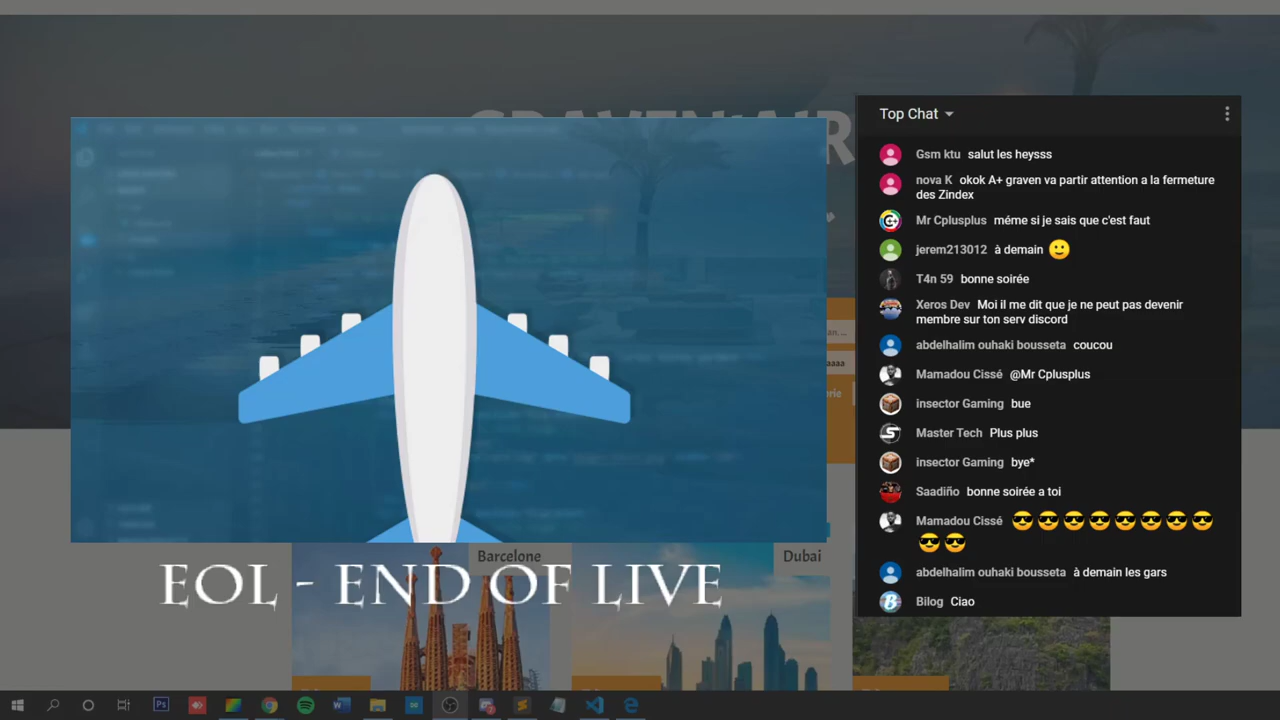 GRAVEN'AIR
Top Chat
Gsm ktu salut les heysss
nova K okok A+ graven va partir attention a la fermeture
des Zindex
Mr Cplusplus méme si je sais que c'est faut
jerem213012 à demain 🙂
T4n 59 bonne soirée
Xeros Dev Moi il me dit que je ne peut pas devenir
membre sur ton serv discord
abdelhalim ouhaki bousseta coucou
Mamadou Cissé @Mr Cplusplus
insector Gaming bue
Master Tech Plus plus
insector Gaming bye*
Saadiño bonne soirée a toi
Mamadou Cissé 😎😎😎😎😎😎😎😎
😎😎
abdelhalim ouhaki bousseta à demain les gars
Bilog Ciao
Barcelone
Dubai
EOL - END OF LIVE